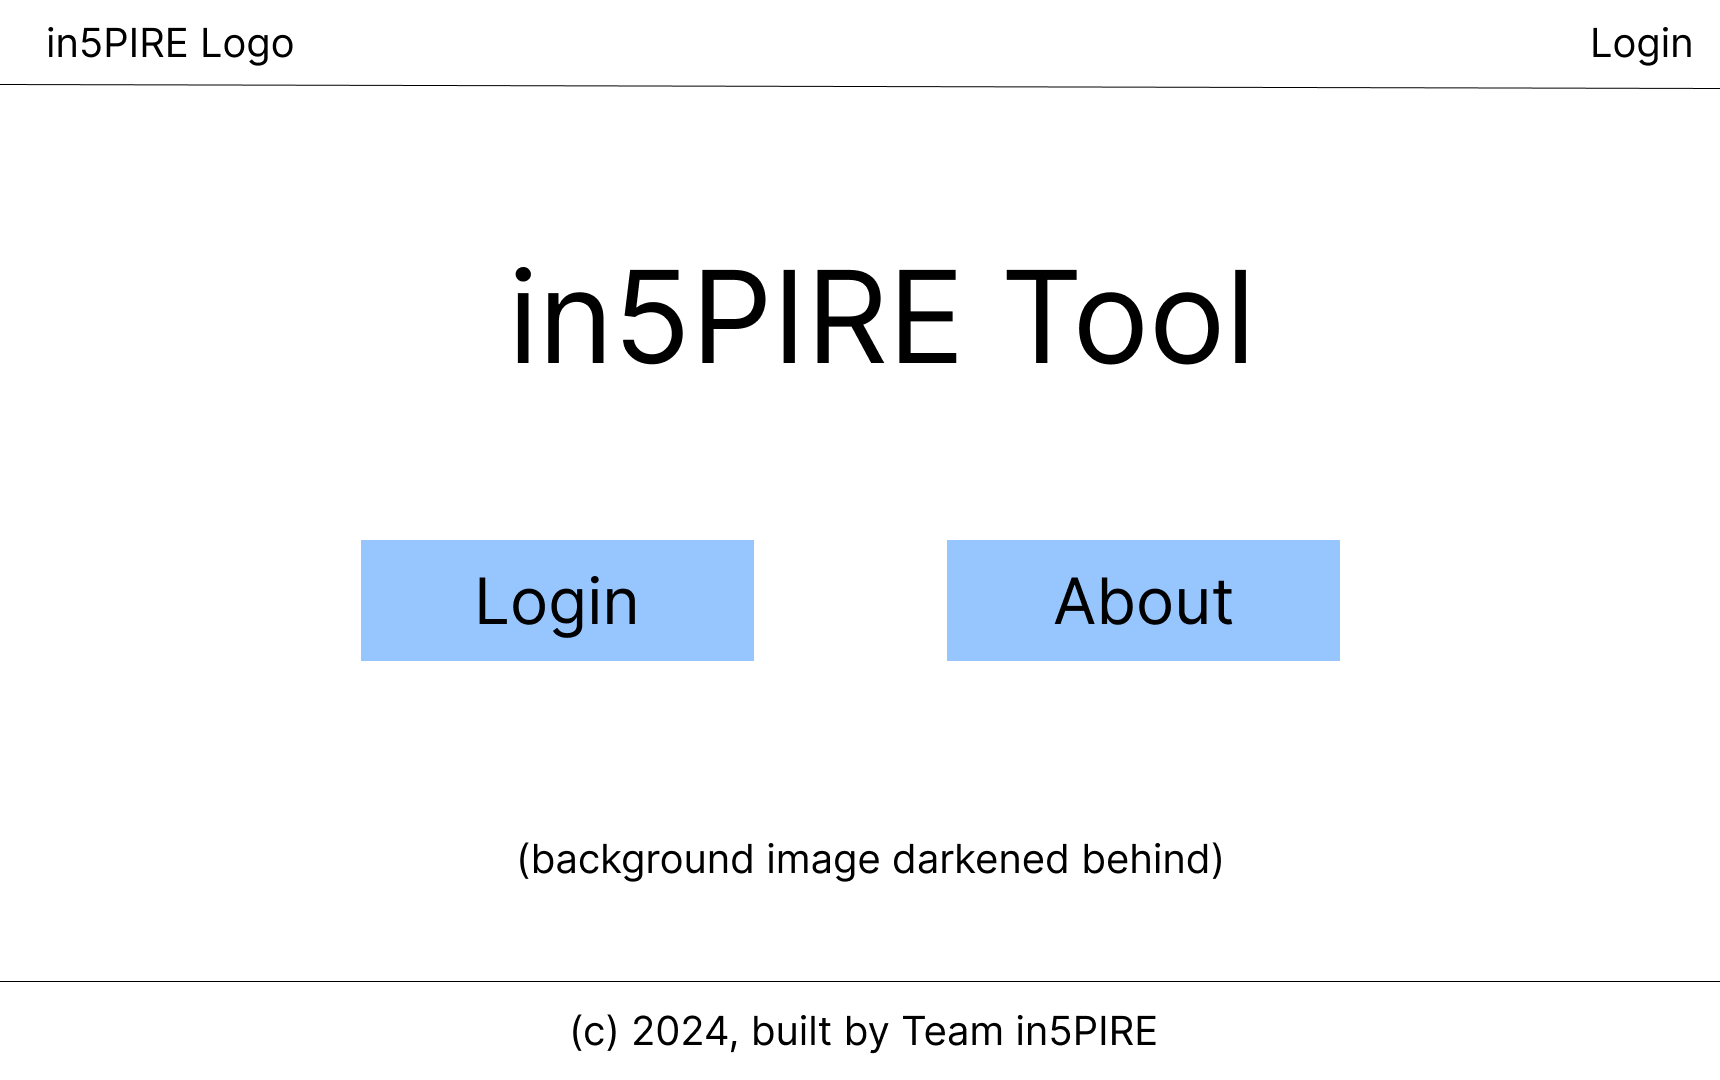 in5PIRE Logo
Login
in5PIRE Tool
Login
About
(background image darkened behind)
(c) 2024, built by Team in5PIRE